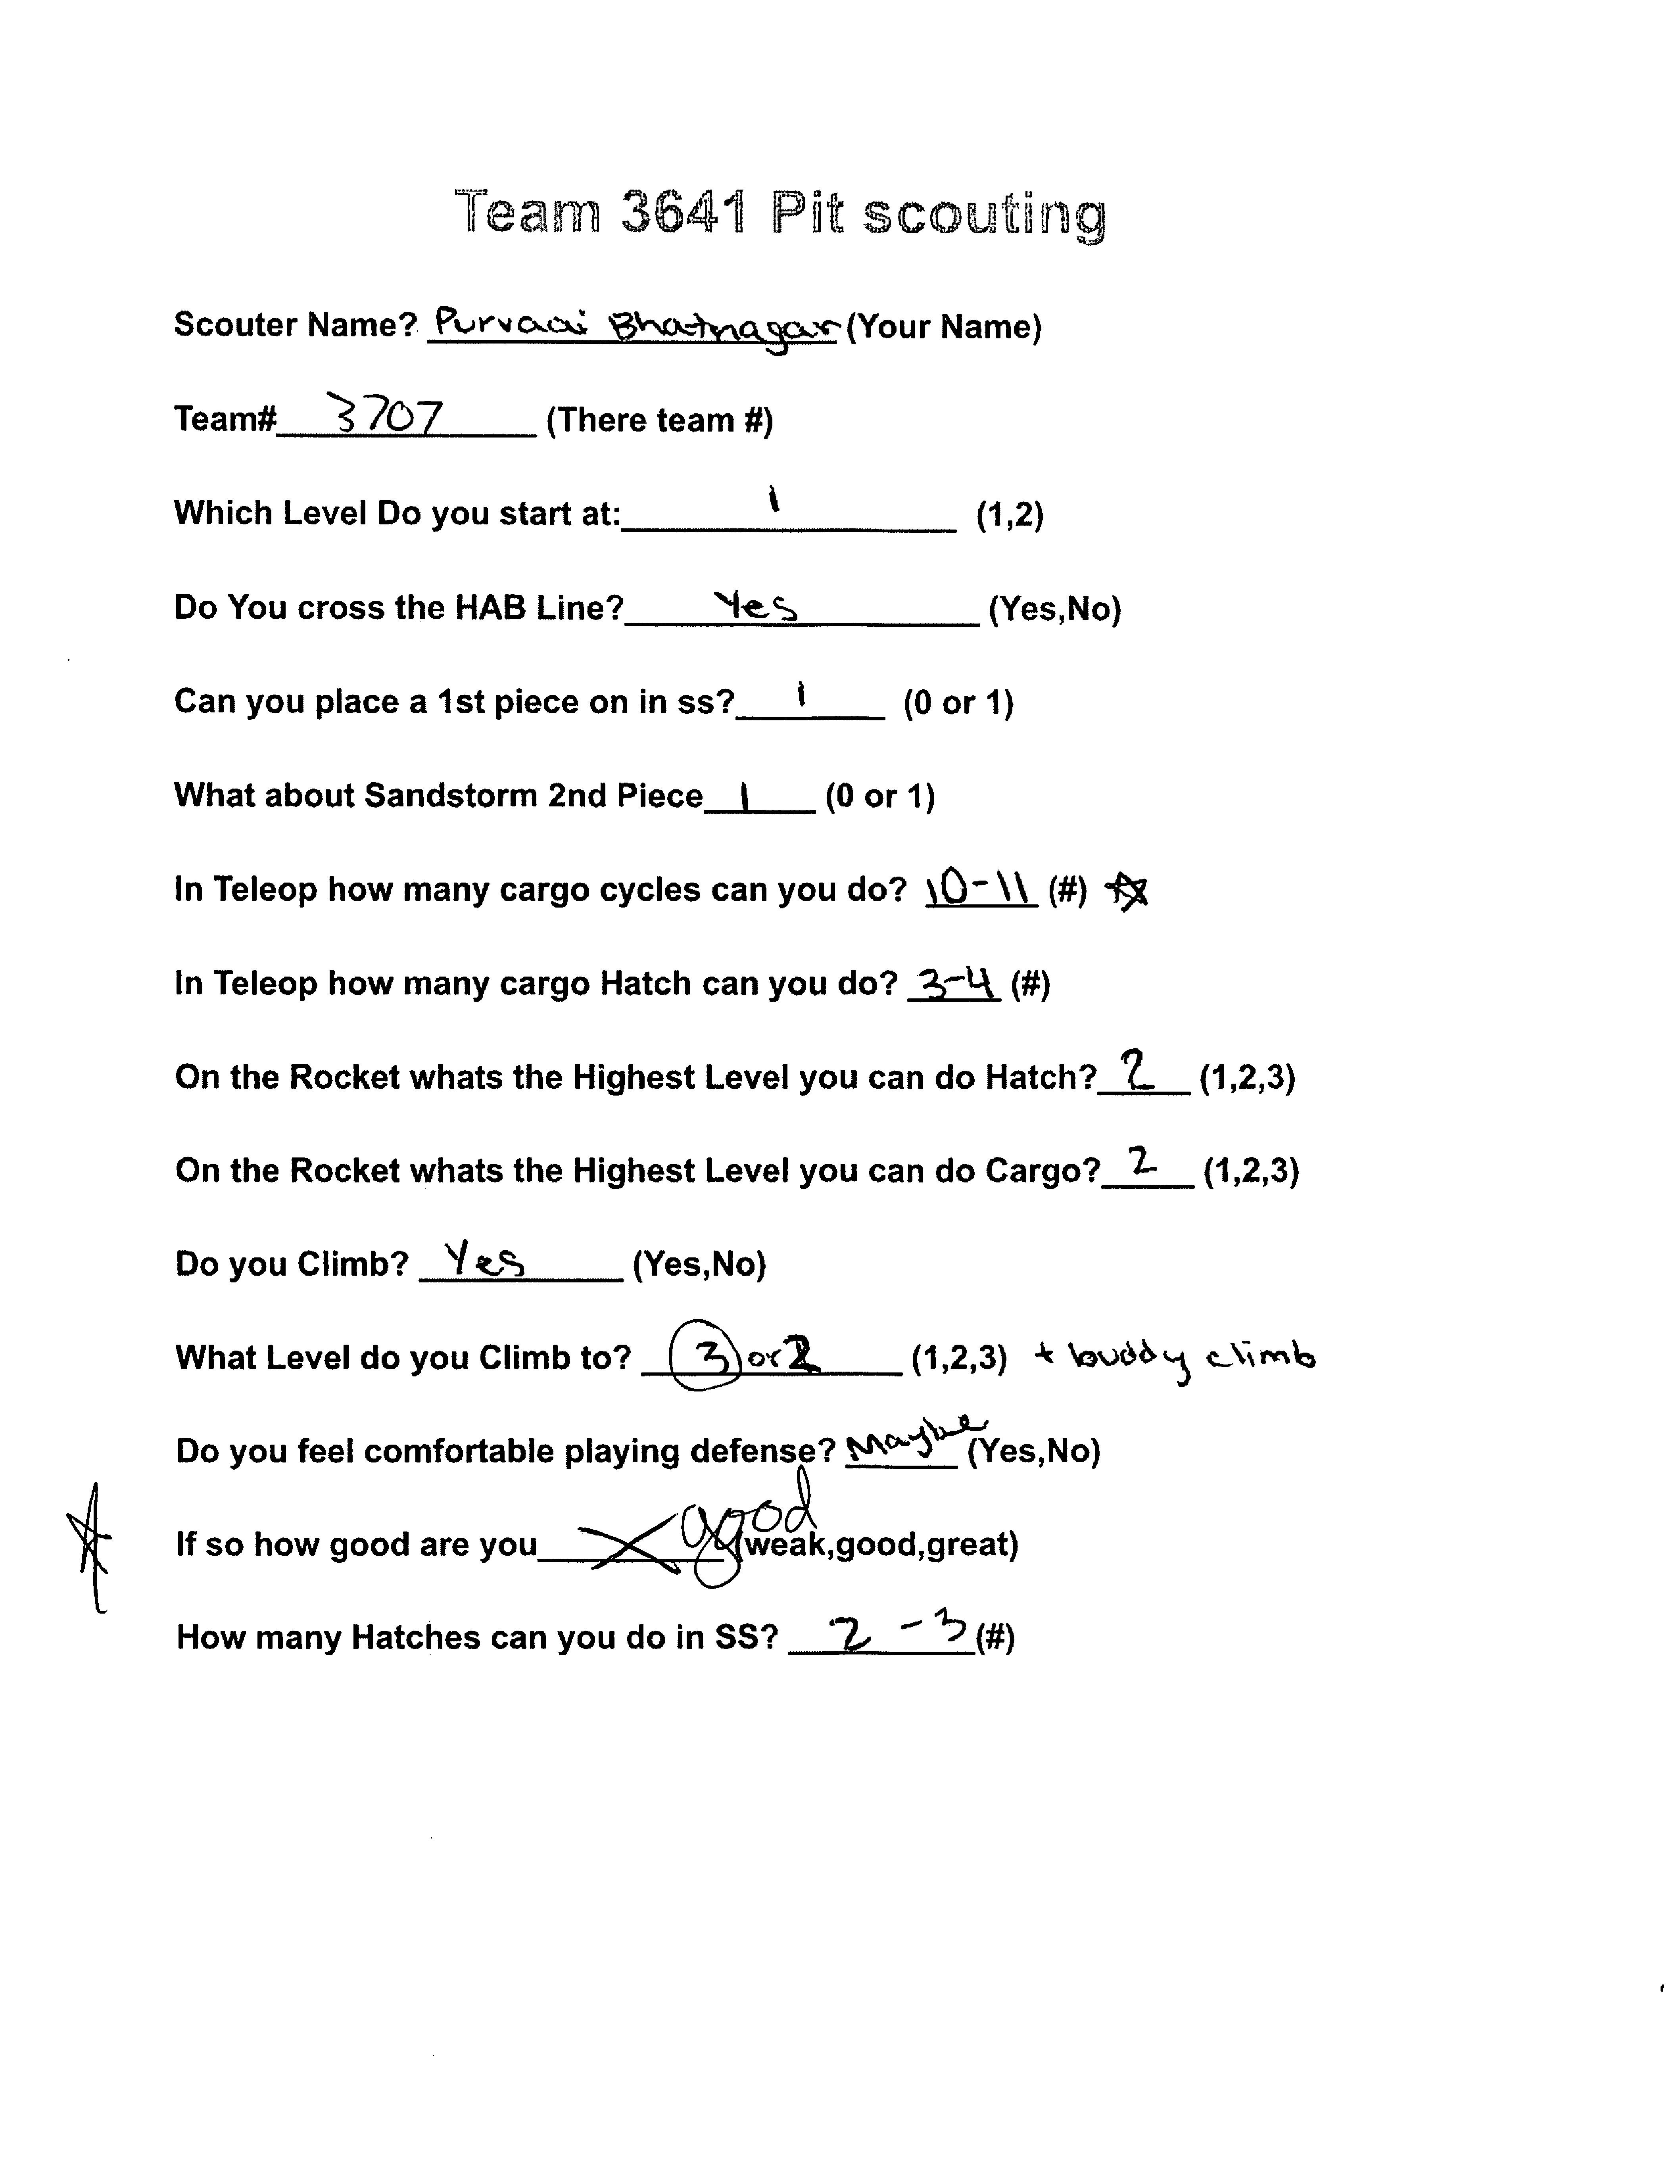 Team 3641 Pit scouting
Scouter Name? Purvaai Bhatnagar (Your Name)
Team# 3707 (There team #)
Which Level Do you start at: 1 (1,2)
Do You cross the HAB Line? Yes (Yes,No)
Can you place a 1st piece on in ss? 1 (0 or 1)
What about Sandstorm 2nd Piece 1 (0 or 1)
In Teleop how many cargo cycles can you do? 10-11 (#)
In Teleop how many cargo Hatch can you do? 3-4 (#)
On the Rocket whats the Highest Level you can do Hatch? 2 (1,2,3)
On the Rocket whats the Highest Level you can do Cargo? 2 (1,2,3)
Do you Climb? Yes (Yes,No)
What Level do you Climb to? 3 or 2 (1,2,3) + buddy climb
Do you feel comfortable playing defense? Maybe (Yes,No)
If so how good are you good (weak,good,great)
How many Hatches can you do in SS? 2-3 (#)